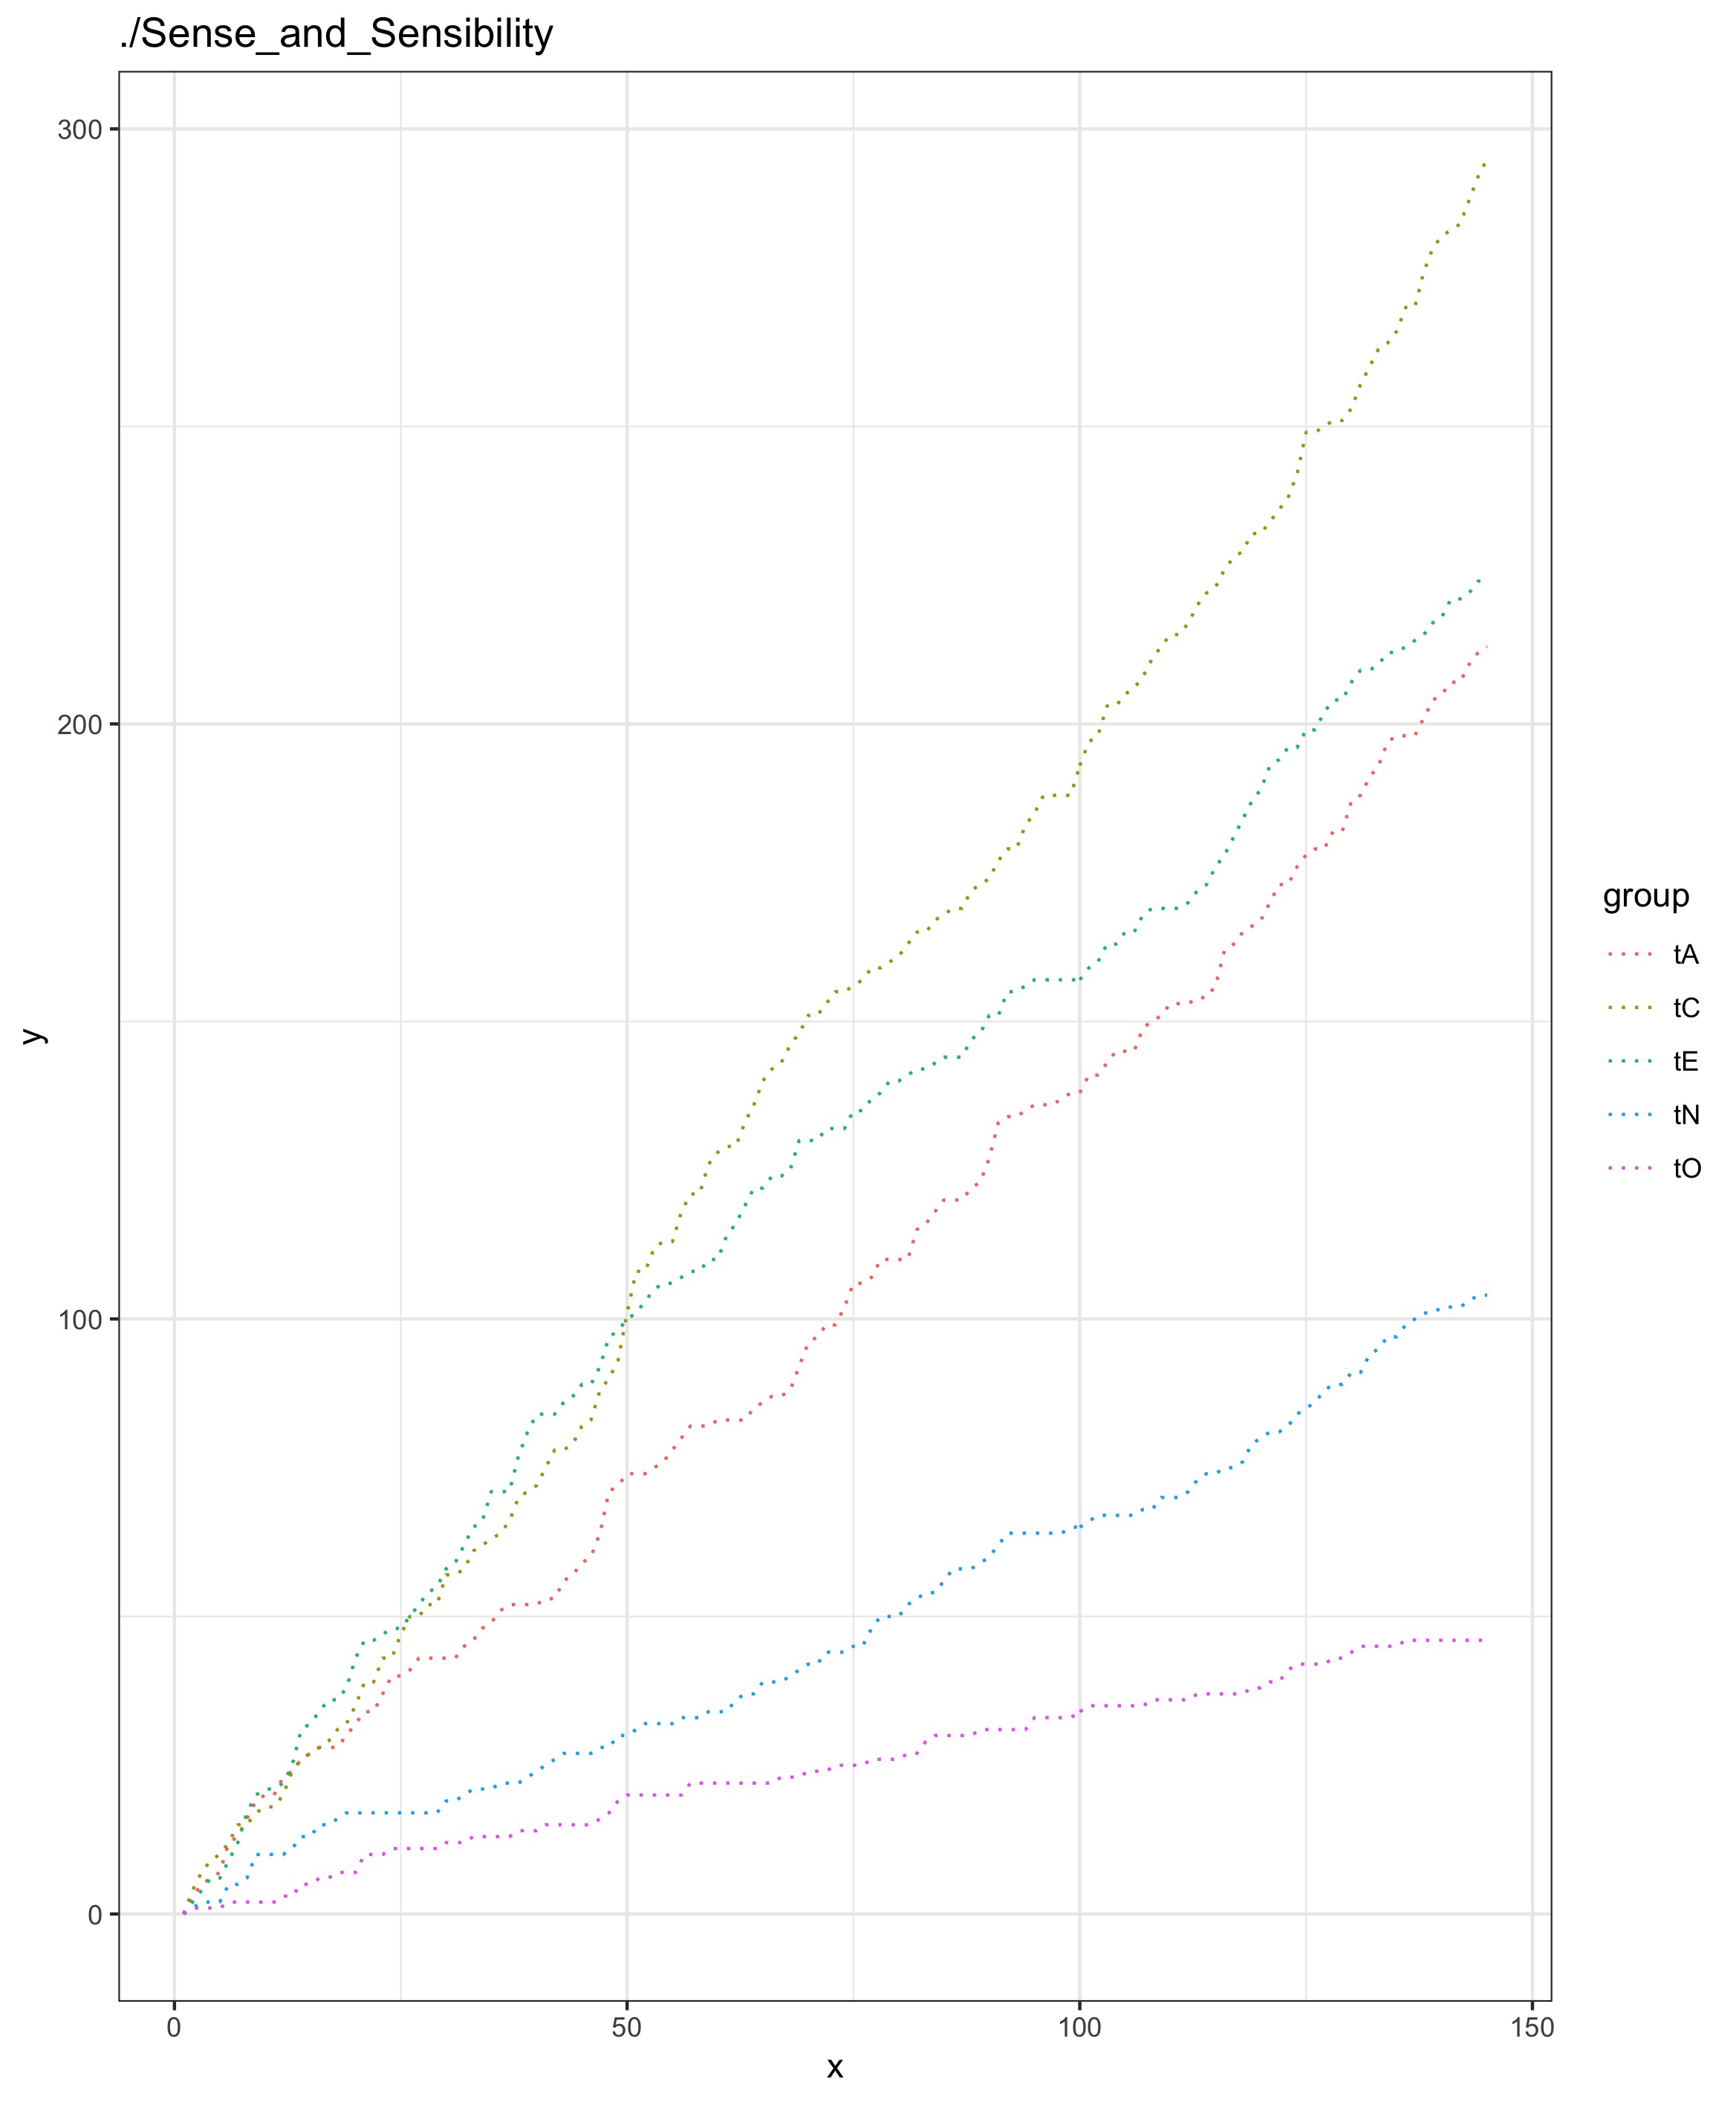 ./Sense_and_Sensibility
300
200
100
0
y
0 50 100 150
x
group
tA
tC
tE
tN
tO